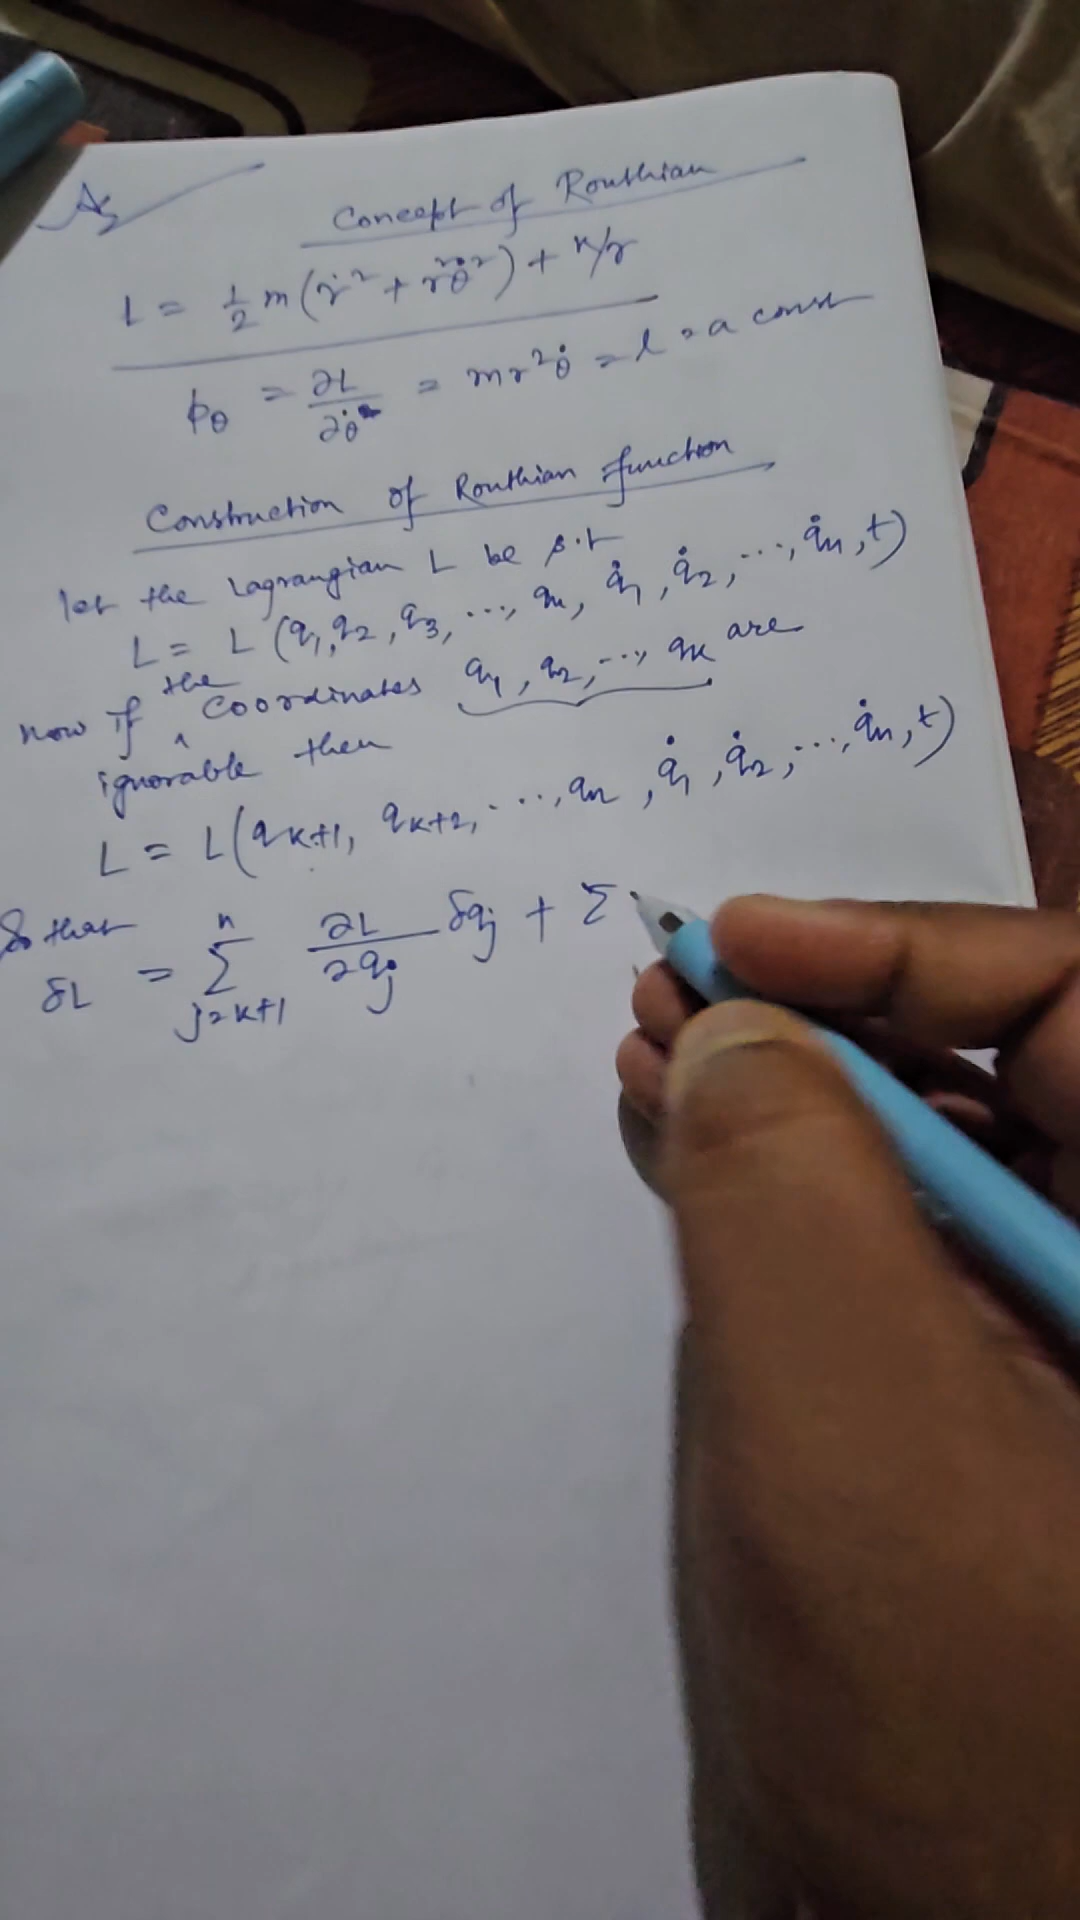 Concept of Routhian
L = 1/2 m(ṙ² + r²θ̇²) + k/r
pθ = ∂L/∂θ̇ = mr²θ̇ = l = a const
Construction of Routhian function
let the Lagrangian L be s.t
L = L (q1, q2, q3, ..., qn, q̇1, q̇2, ..., q̇n, t)
now if the coordinates q1, q2, ..., qk are
ignorable then
L = L(qk+1, qk+2, ..., qn, q̇1, q̇2, ..., q̇n, t)
So that
δL = Σ_{j=k+1}^{n} ∂L/∂qj δqj + Σ